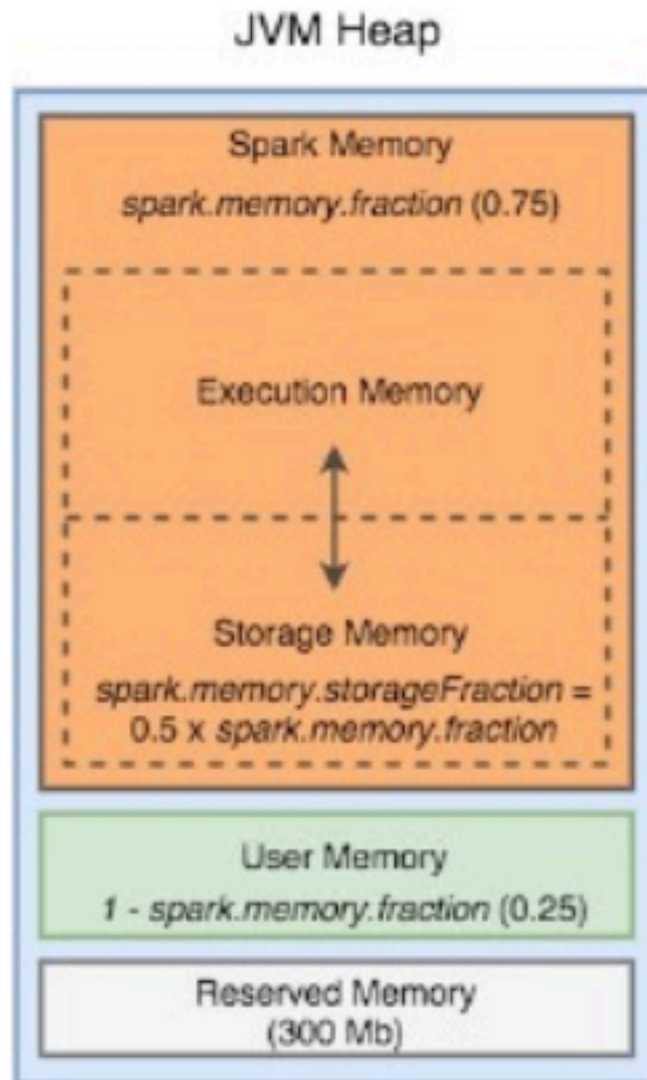 JVM Heap
Spark Memory
spark.memory.fraction (0.75)
Execution Memory
Storage Memory
spark.memory.storageFraction =
0.5 x spark.memory.fraction
User Memory
1 - spark.memory.fraction (0.25)
Reserved Memory
(300 Mb)